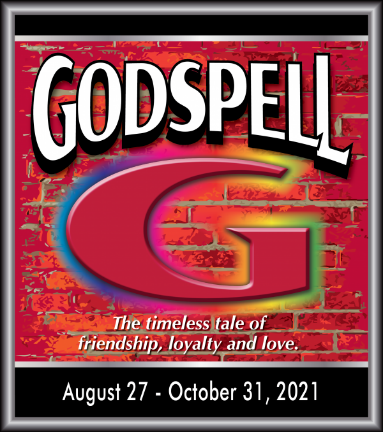 GODSPELL
G
The timeless tale of
friendship, loyalty and love.
August 27 - October 31, 2021